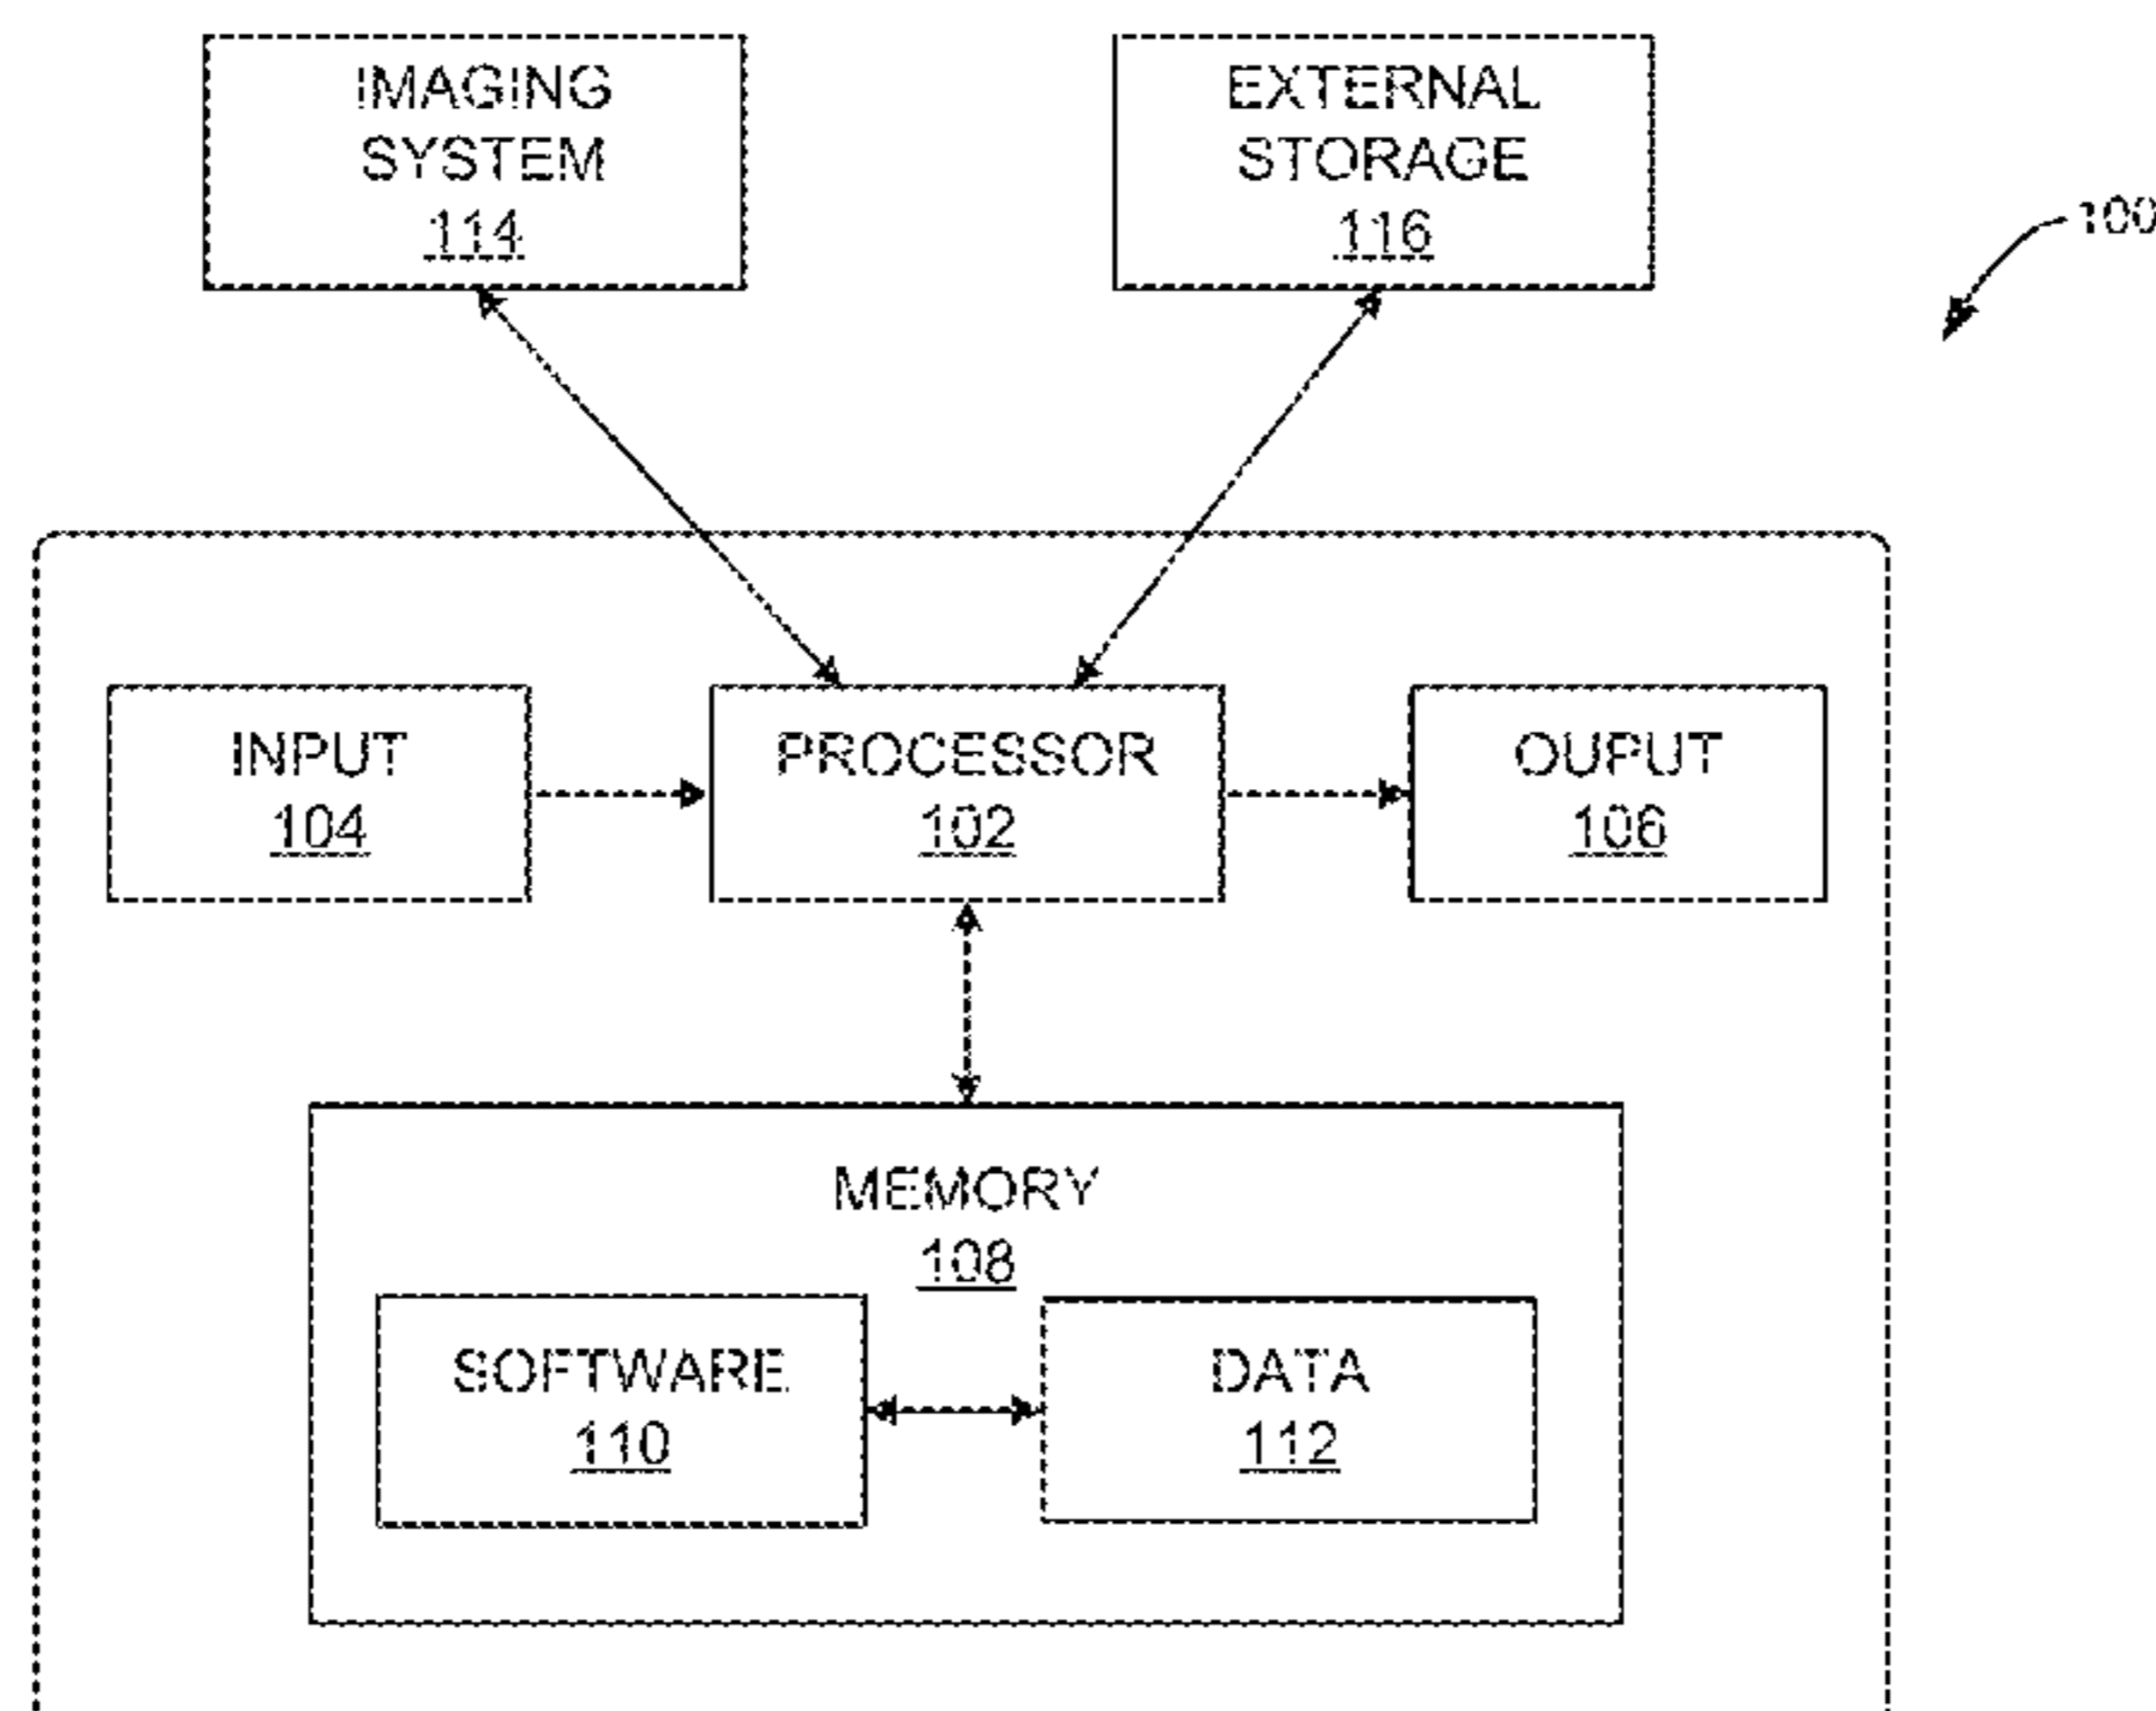 IMAGING
SYSTEM
114
EXTERNAL
STORAGE
116
100
INPUT
104
PROCESSOR
102
OUPUT
106
MEMORY
108
SOFTWARE
110
DATA
112